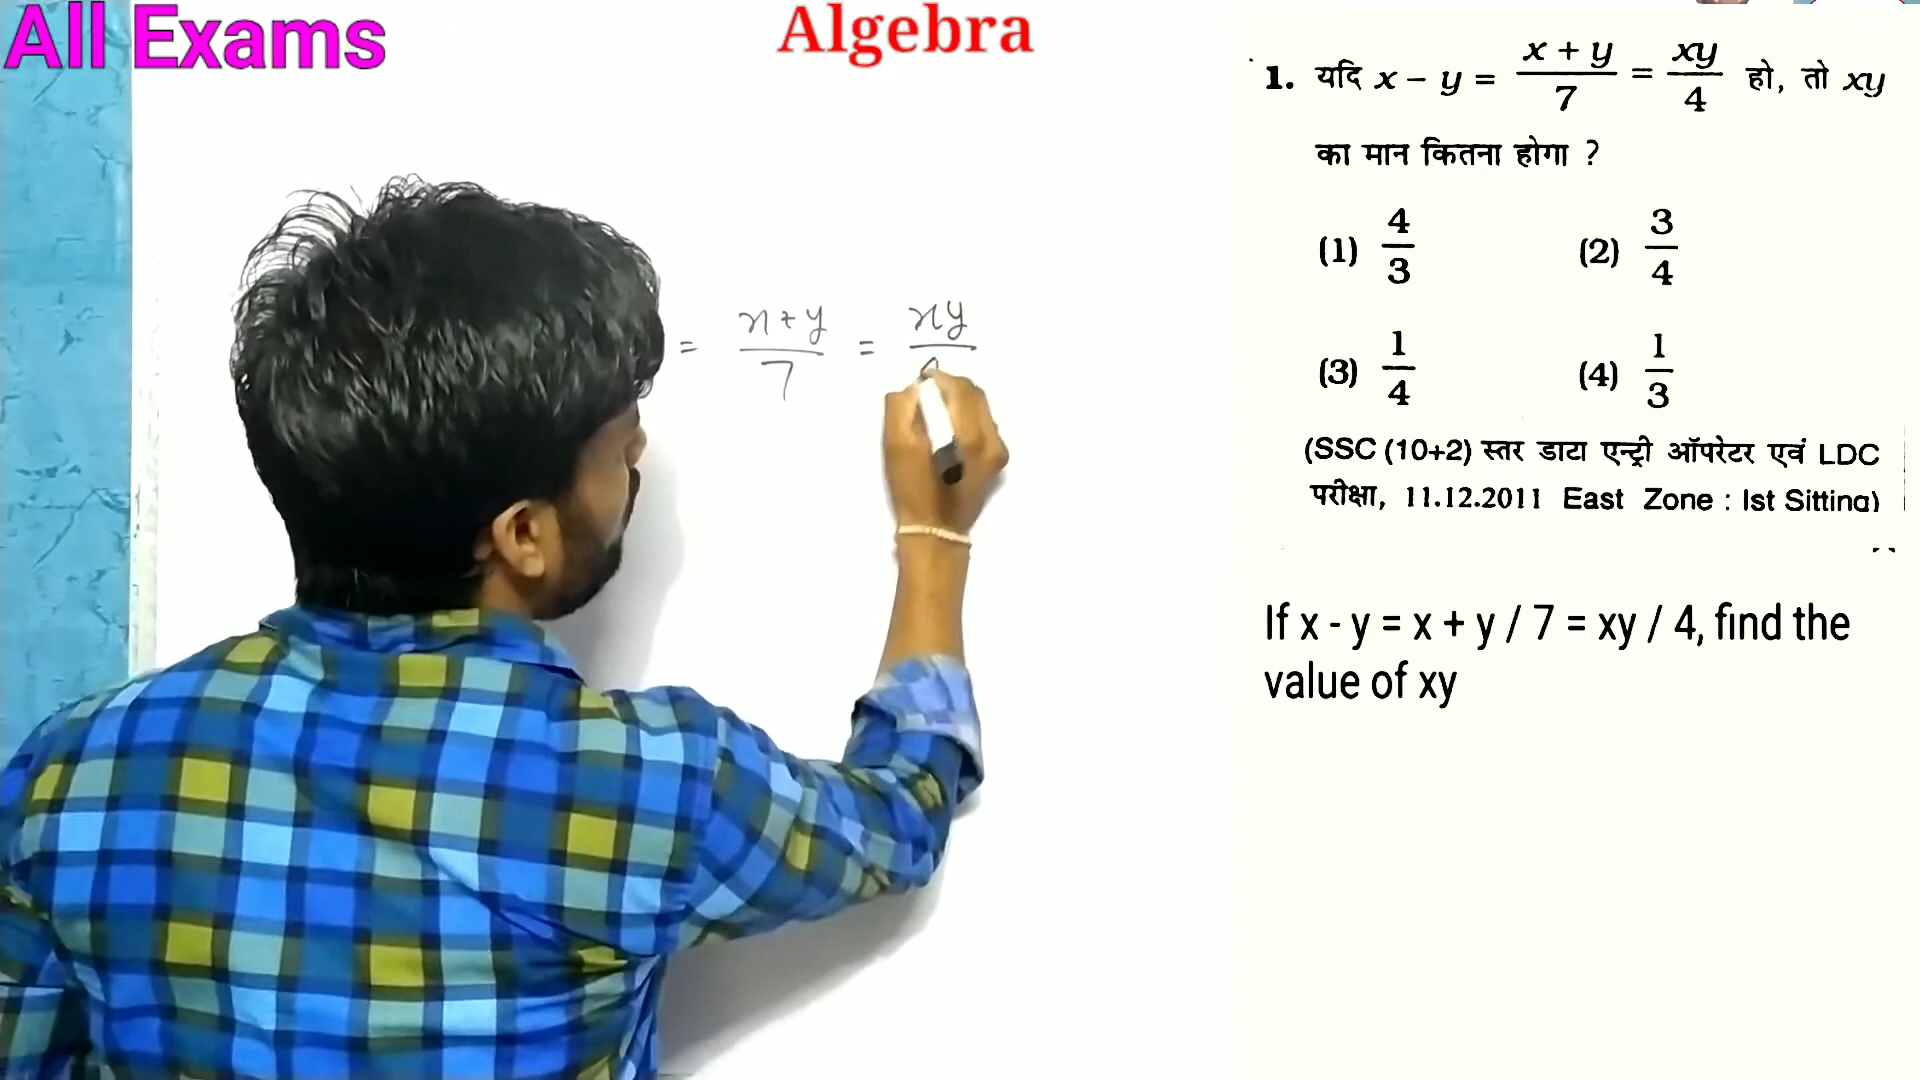 All Exams
Algebra
1. यदि x − y = (x + y)/7 = xy/4 हो, तो xy
का मान कितना होगा ?
(1) 4/3 (2) 3/4
(3) 1/4 (4) 1/3
(SSC (10+2) स्तर डाटा एन्ट्री ऑपरेटर एवं LDC
परीक्षा, 11.12.2011 East Zone : Ist Sitting)
If x - y = x + y / 7 = xy / 4, find the
value of xy
= (x + y)/7 = xy/